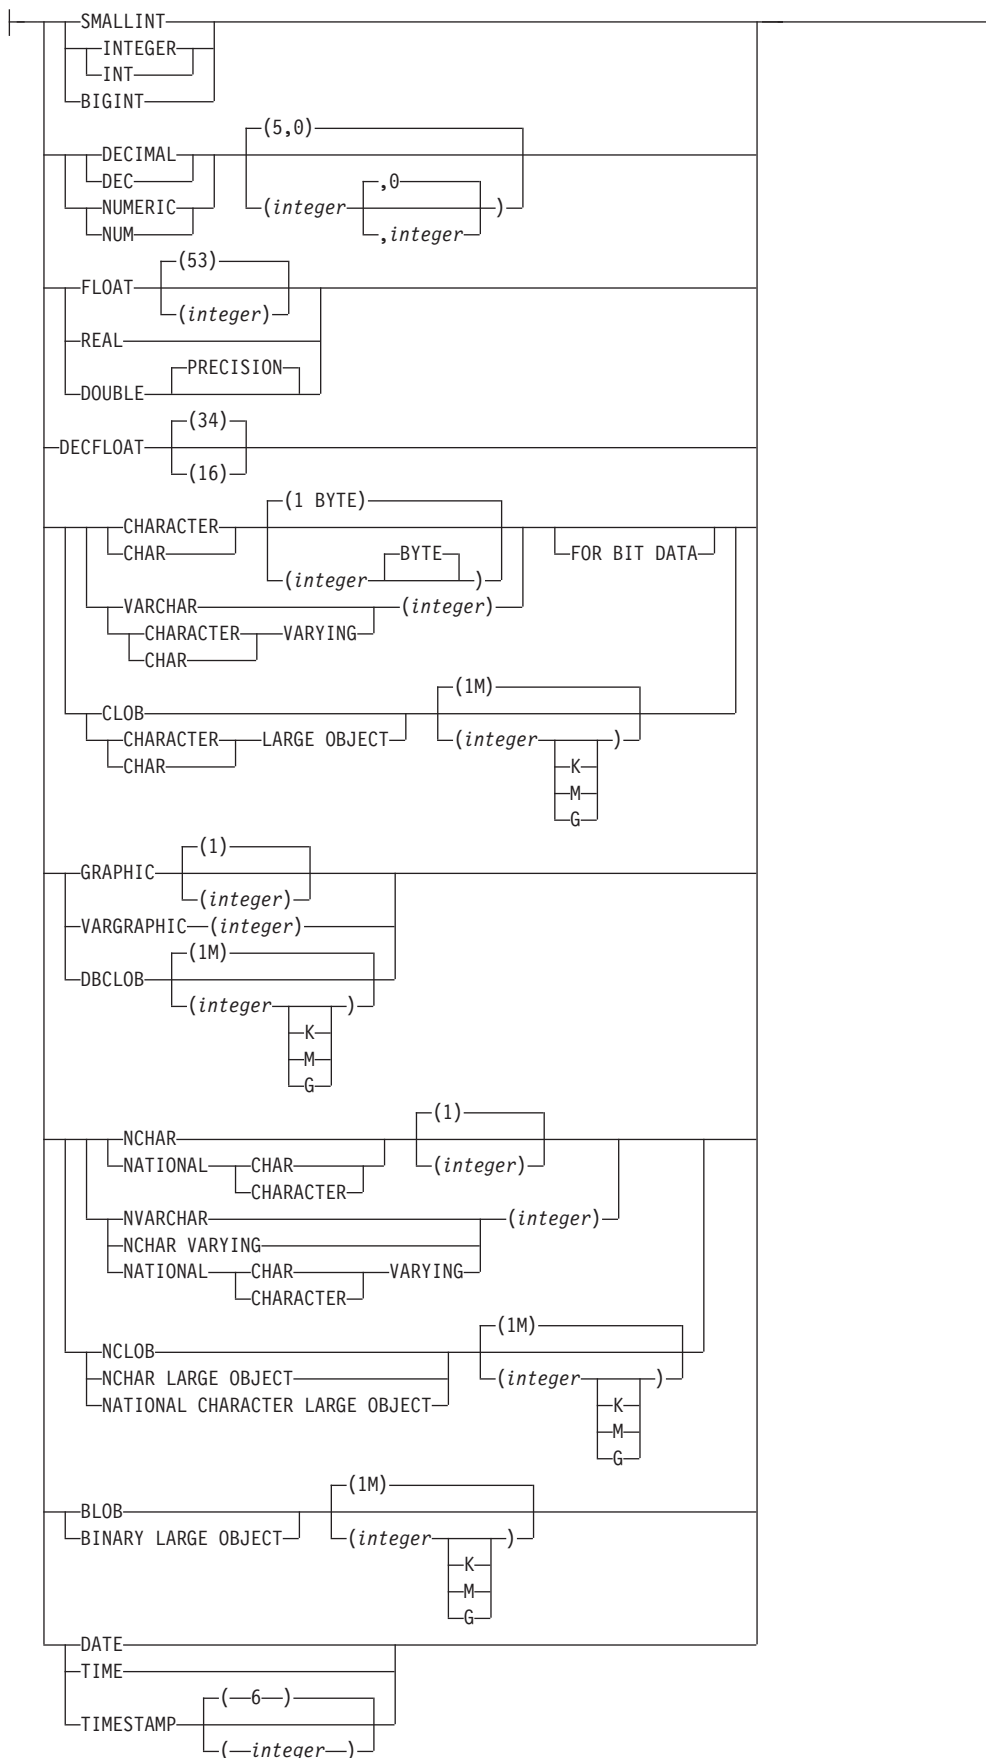 SMALLINT
INTEGER
INT
BIGINT
(5,0)
DECIMAL
DEC ,0
NUMERIC (integer )
NUM ,integer
(53)
FLOAT
(integer)
REAL
PRECISION
DOUBLE
(34)
DECFLOAT
(16)
(1 BYTE)
CHARACTER
CHAR BYTE FOR BIT DATA
(integer )
VARCHAR (integer)
CHARACTER VARYING
CHAR
(1M)
CLOB
CHARACTER LARGE OBJECT (integer )
CHAR K
M
G
(1)
GRAPHIC
(integer)
VARGRAPHIC (integer)
(1M)
DBCLOB
(integer )
K
M
G
(1)
NCHAR
NATIONAL CHAR (integer)
CHARACTER
NVARCHAR (integer)
NCHAR VARYING
NATIONAL CHAR VARYING
CHARACTER
(1M)
NCLOB
NCHAR LARGE OBJECT (integer )
NATIONAL CHARACTER LARGE OBJECT K
M
G
(1M)
BLOB
BINARY LARGE OBJECT (integer )
K
M
G
DATE
TIME
( 6 )
TIMESTAMP
( integer )